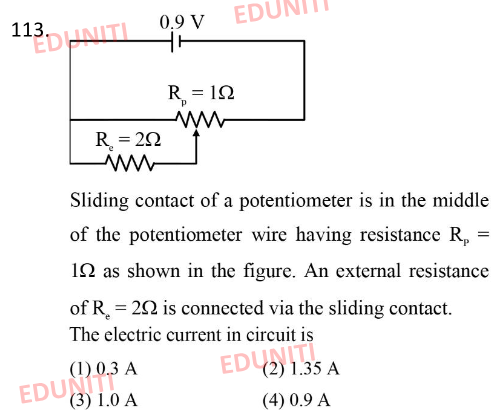 EDUNITI
0.9 V
113.
EDUNITI
Rp = 1Ω
Re = 2Ω
Sliding contact of a potentiometer is in the middle
of the potentiometer wire having resistance Rp =
1Ω as shown in the figure. An external resistance
of Re = 2Ω is connected via the sliding contact.
The electric current in circuit is
EDUNITI
(1) 0.3 A (2) 1.35 A
EDUNITI
(3) 1.0 A (4) 0.9 A